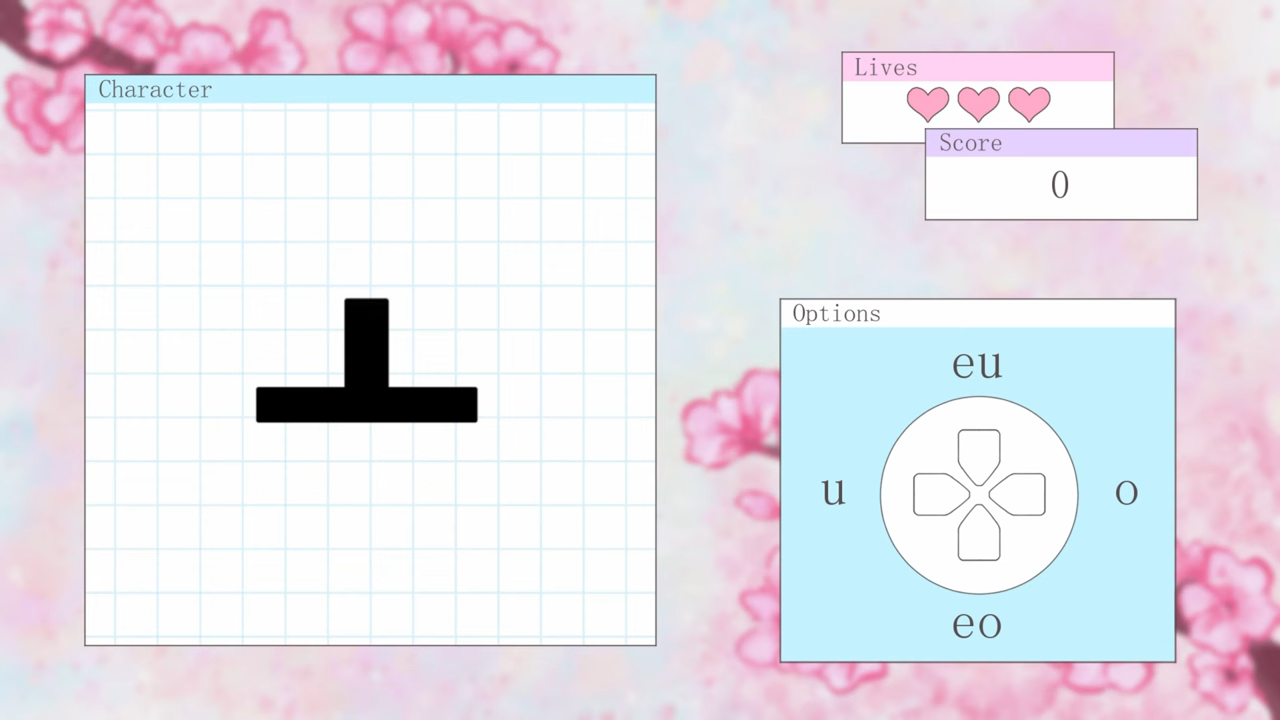 Character
ㅗ
Lives
Score
0
Options
eu
u
o
eo